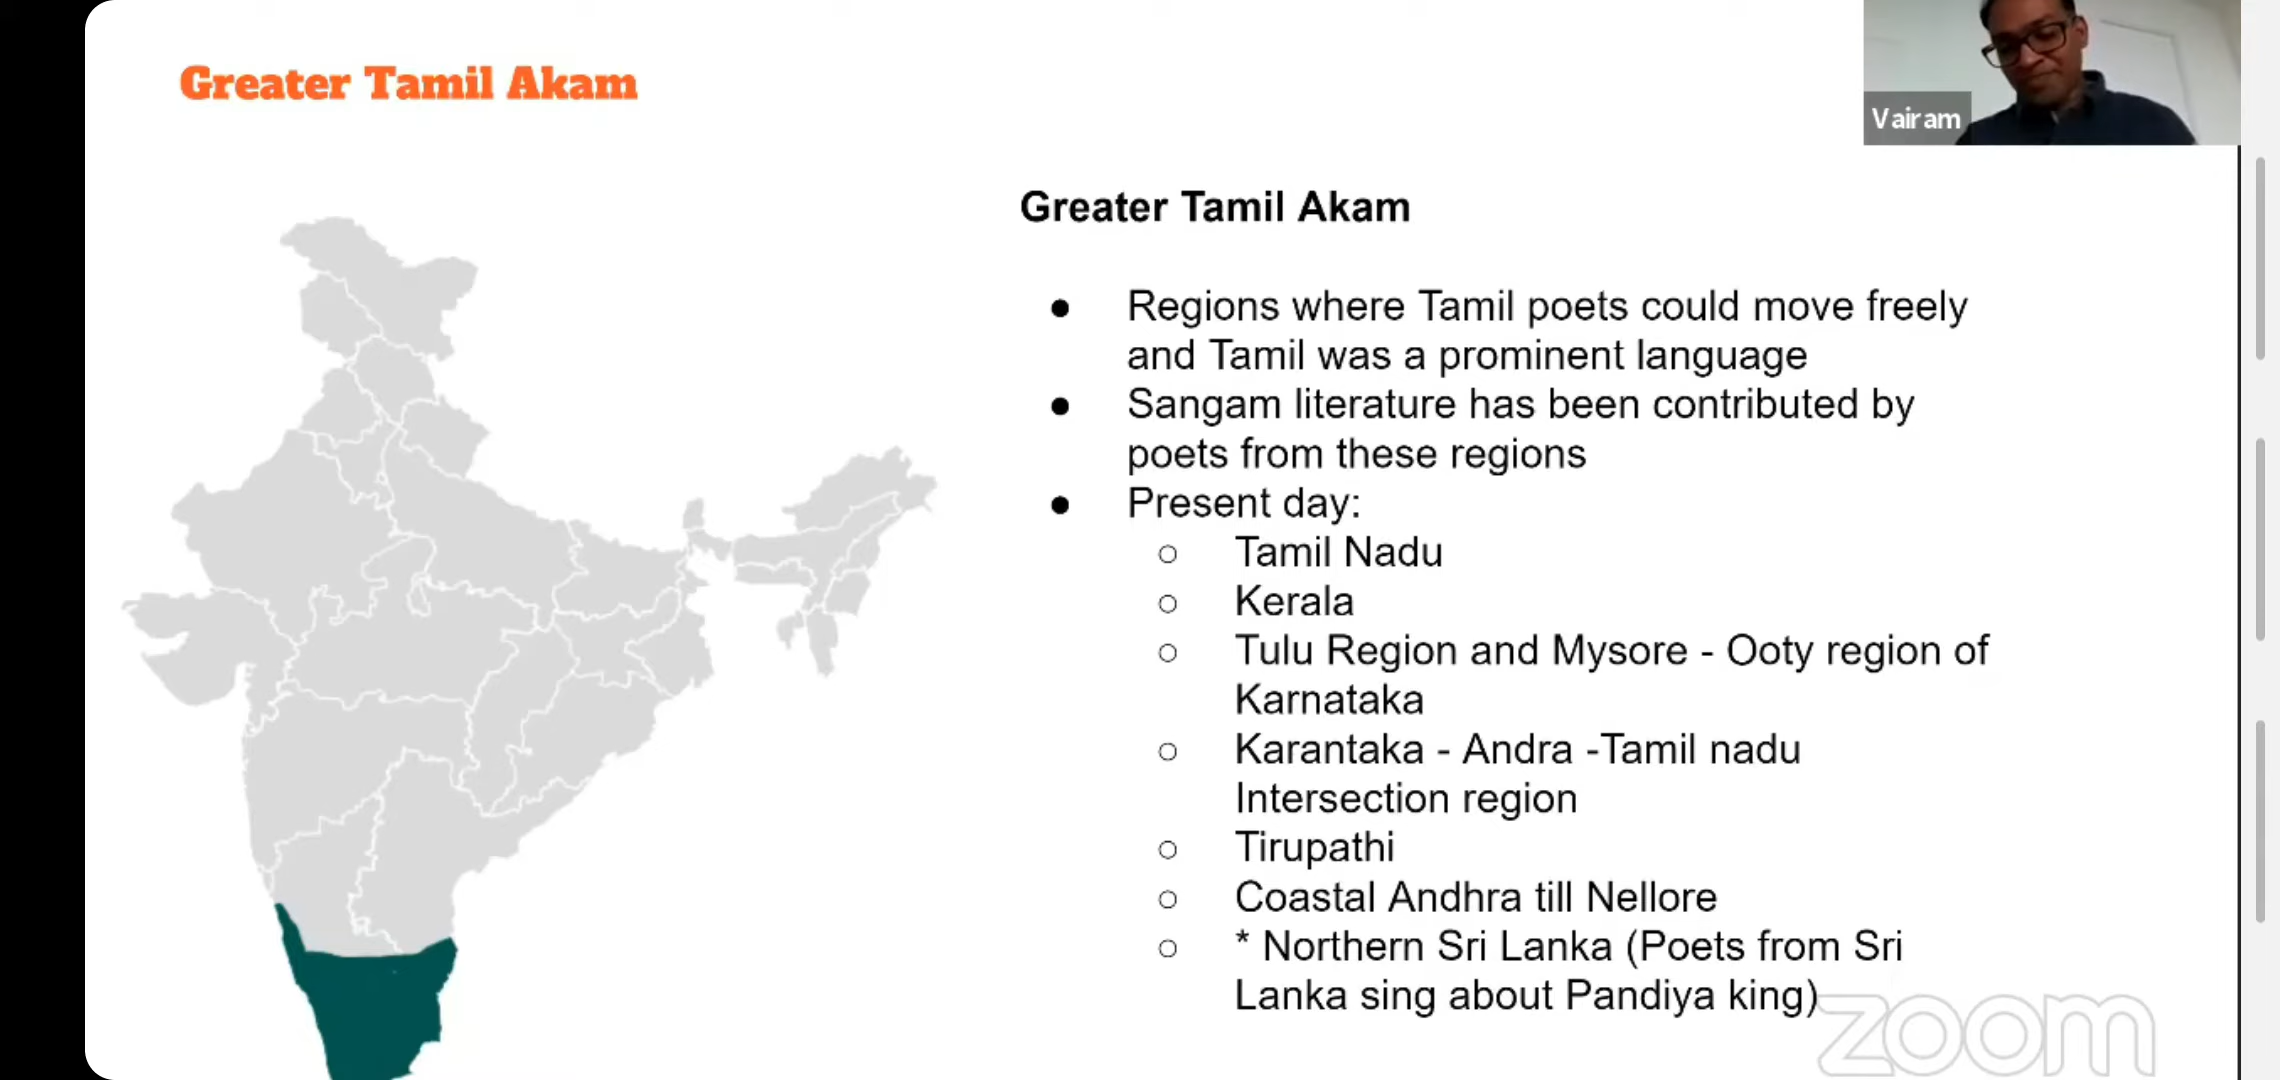 Greater Tamil Akam
Vairam
Greater Tamil Akam
● Regions where Tamil poets could move freely
and Tamil was a prominent language
● Sangam literature has been contributed by
poets from these regions
● Present day:
○ Tamil Nadu
○ Kerala
○ Tulu Region and Mysore - Ooty region of
Karnataka
○ Karantaka - Andra -Tamil nadu
Intersection region
○ Tirupathi
○ Coastal Andhra till Nellore
○ * Northern Sri Lanka (Poets from Sri
Lanka sing about Pandiya king)
zoom